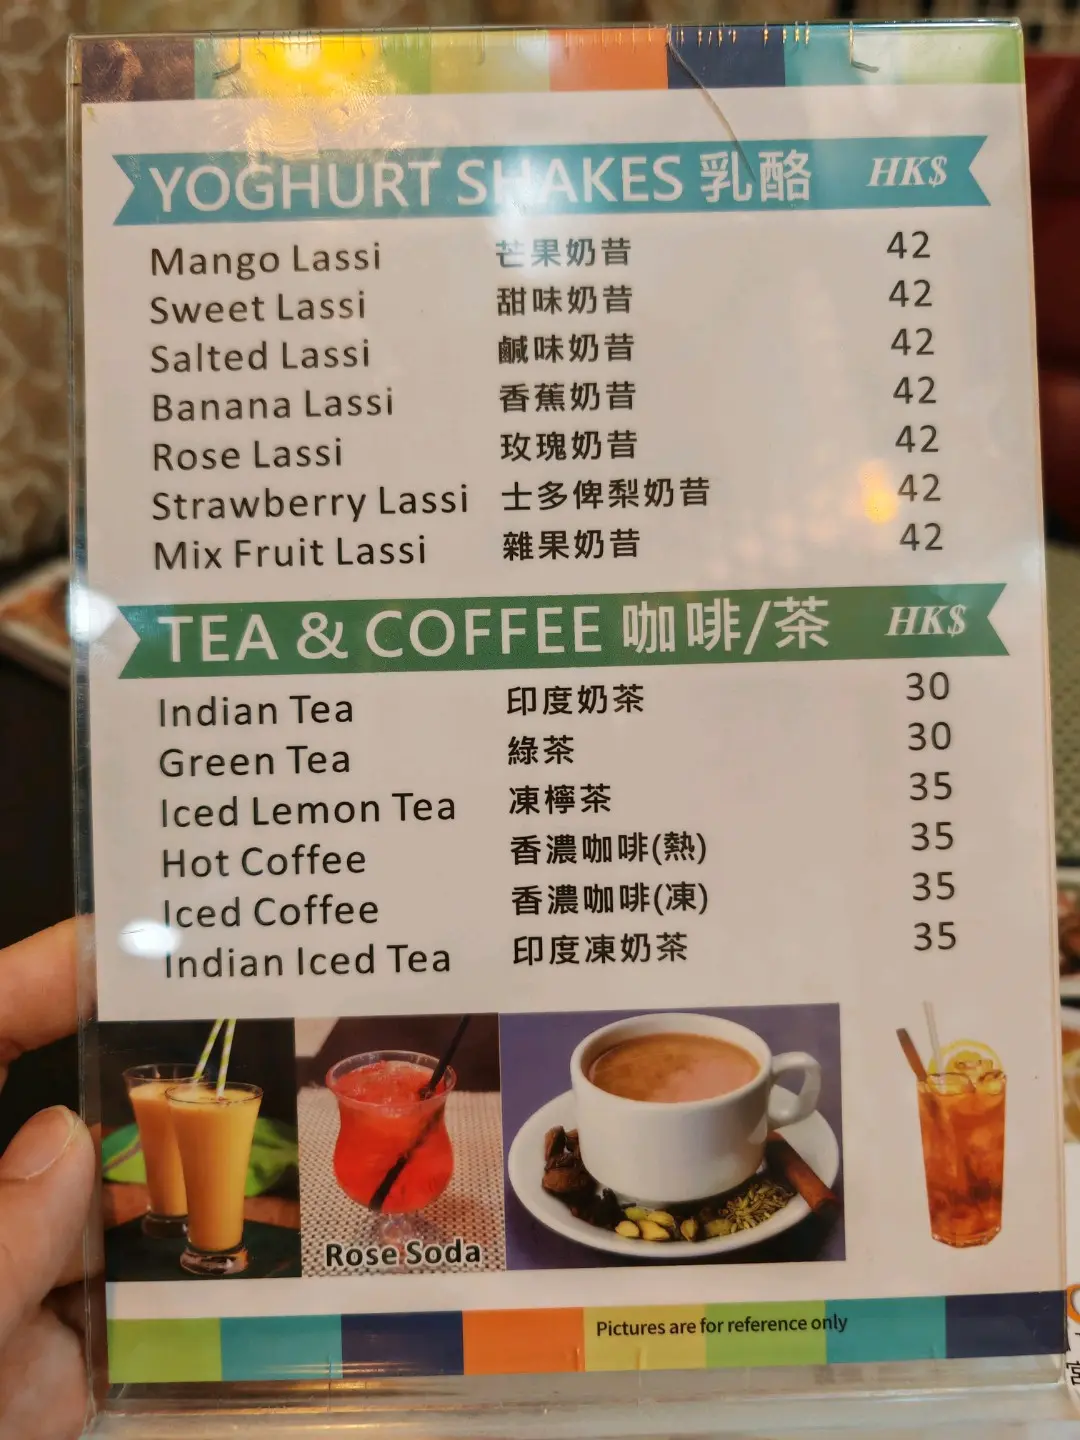 YOGHURT SHAKES 乳酪 HK$
Mango Lassi 芒果奶昔 42
Sweet Lassi 甜味奶昔 42
Salted Lassi 鹹味奶昔 42
Banana Lassi 香蕉奶昔 42
Rose Lassi 玫瑰奶昔 42
Strawberry Lassi 士多俾梨奶昔 42
Mix Fruit Lassi 雜果奶昔 42
TEA & COFFEE 咖啡/茶 HK$
Indian Tea 印度奶茶 30
Green Tea 綠茶 30
Iced Lemon Tea 凍檸茶 35
Hot Coffee 香濃咖啡(熱) 35
Iced Coffee 香濃咖啡(凍) 35
Indian Iced Tea 印度凍奶茶 35
Rose Soda
Pictures are for reference only